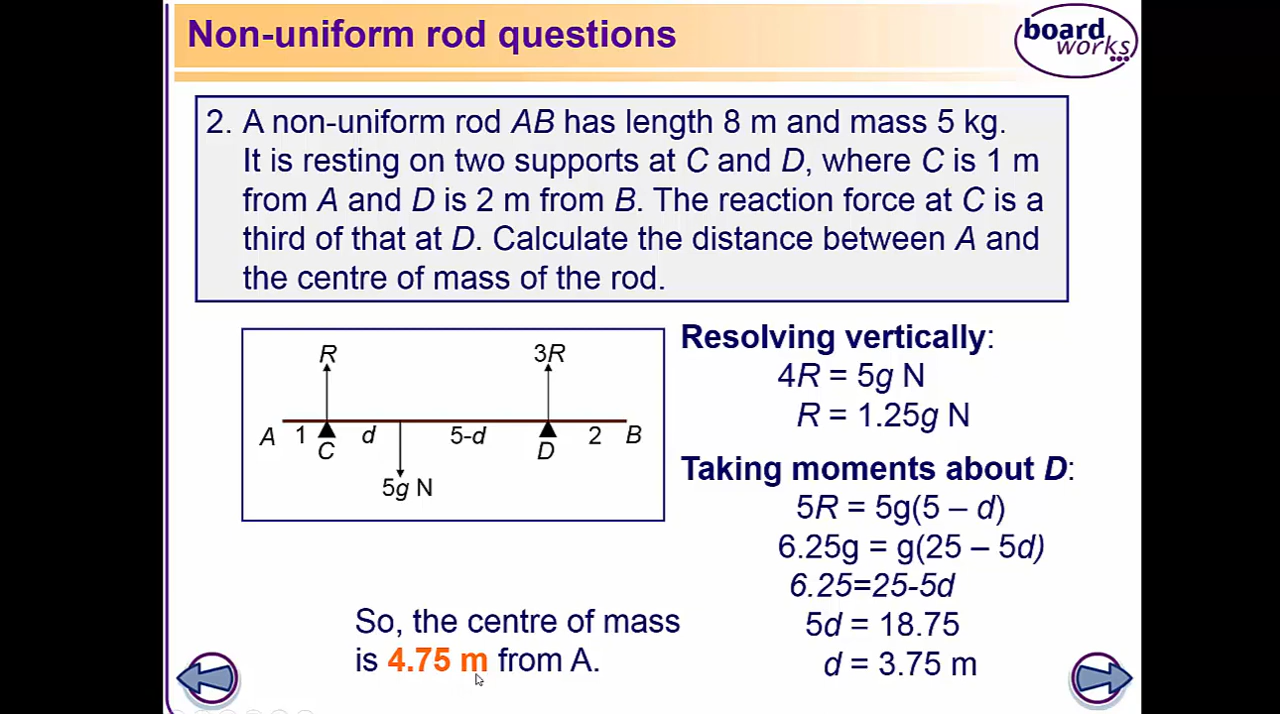 Non-uniform rod questions
board
works
2. A non-uniform rod AB has length 8 m and mass 5 kg.
It is resting on two supports at C and D, where C is 1 m
from A and D is 2 m from B. The reaction force at C is a
third of that at D. Calculate the distance between A and
the centre of mass of the rod.
R 3R
A 1 d 5-d 2 B
C D
5g N
Resolving vertically:
4R = 5g N
R = 1.25g N
Taking moments about D:
5R = 5g(5 – d)
6.25g = g(25 – 5d)
6.25=25-5d
5d = 18.75
d = 3.75 m
So, the centre of mass
is 4.75 m from A.